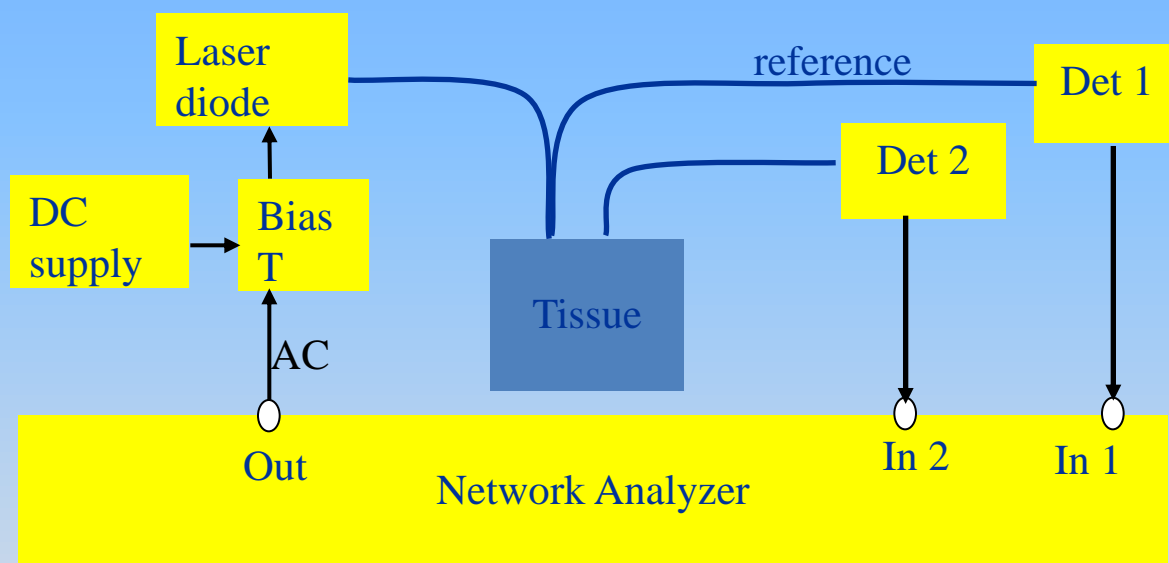 Laser
diode
reference
Det 1
Det 2
DC
supply
Bias
T
Tissue
AC
Out
In 2
In 1
Network Analyzer